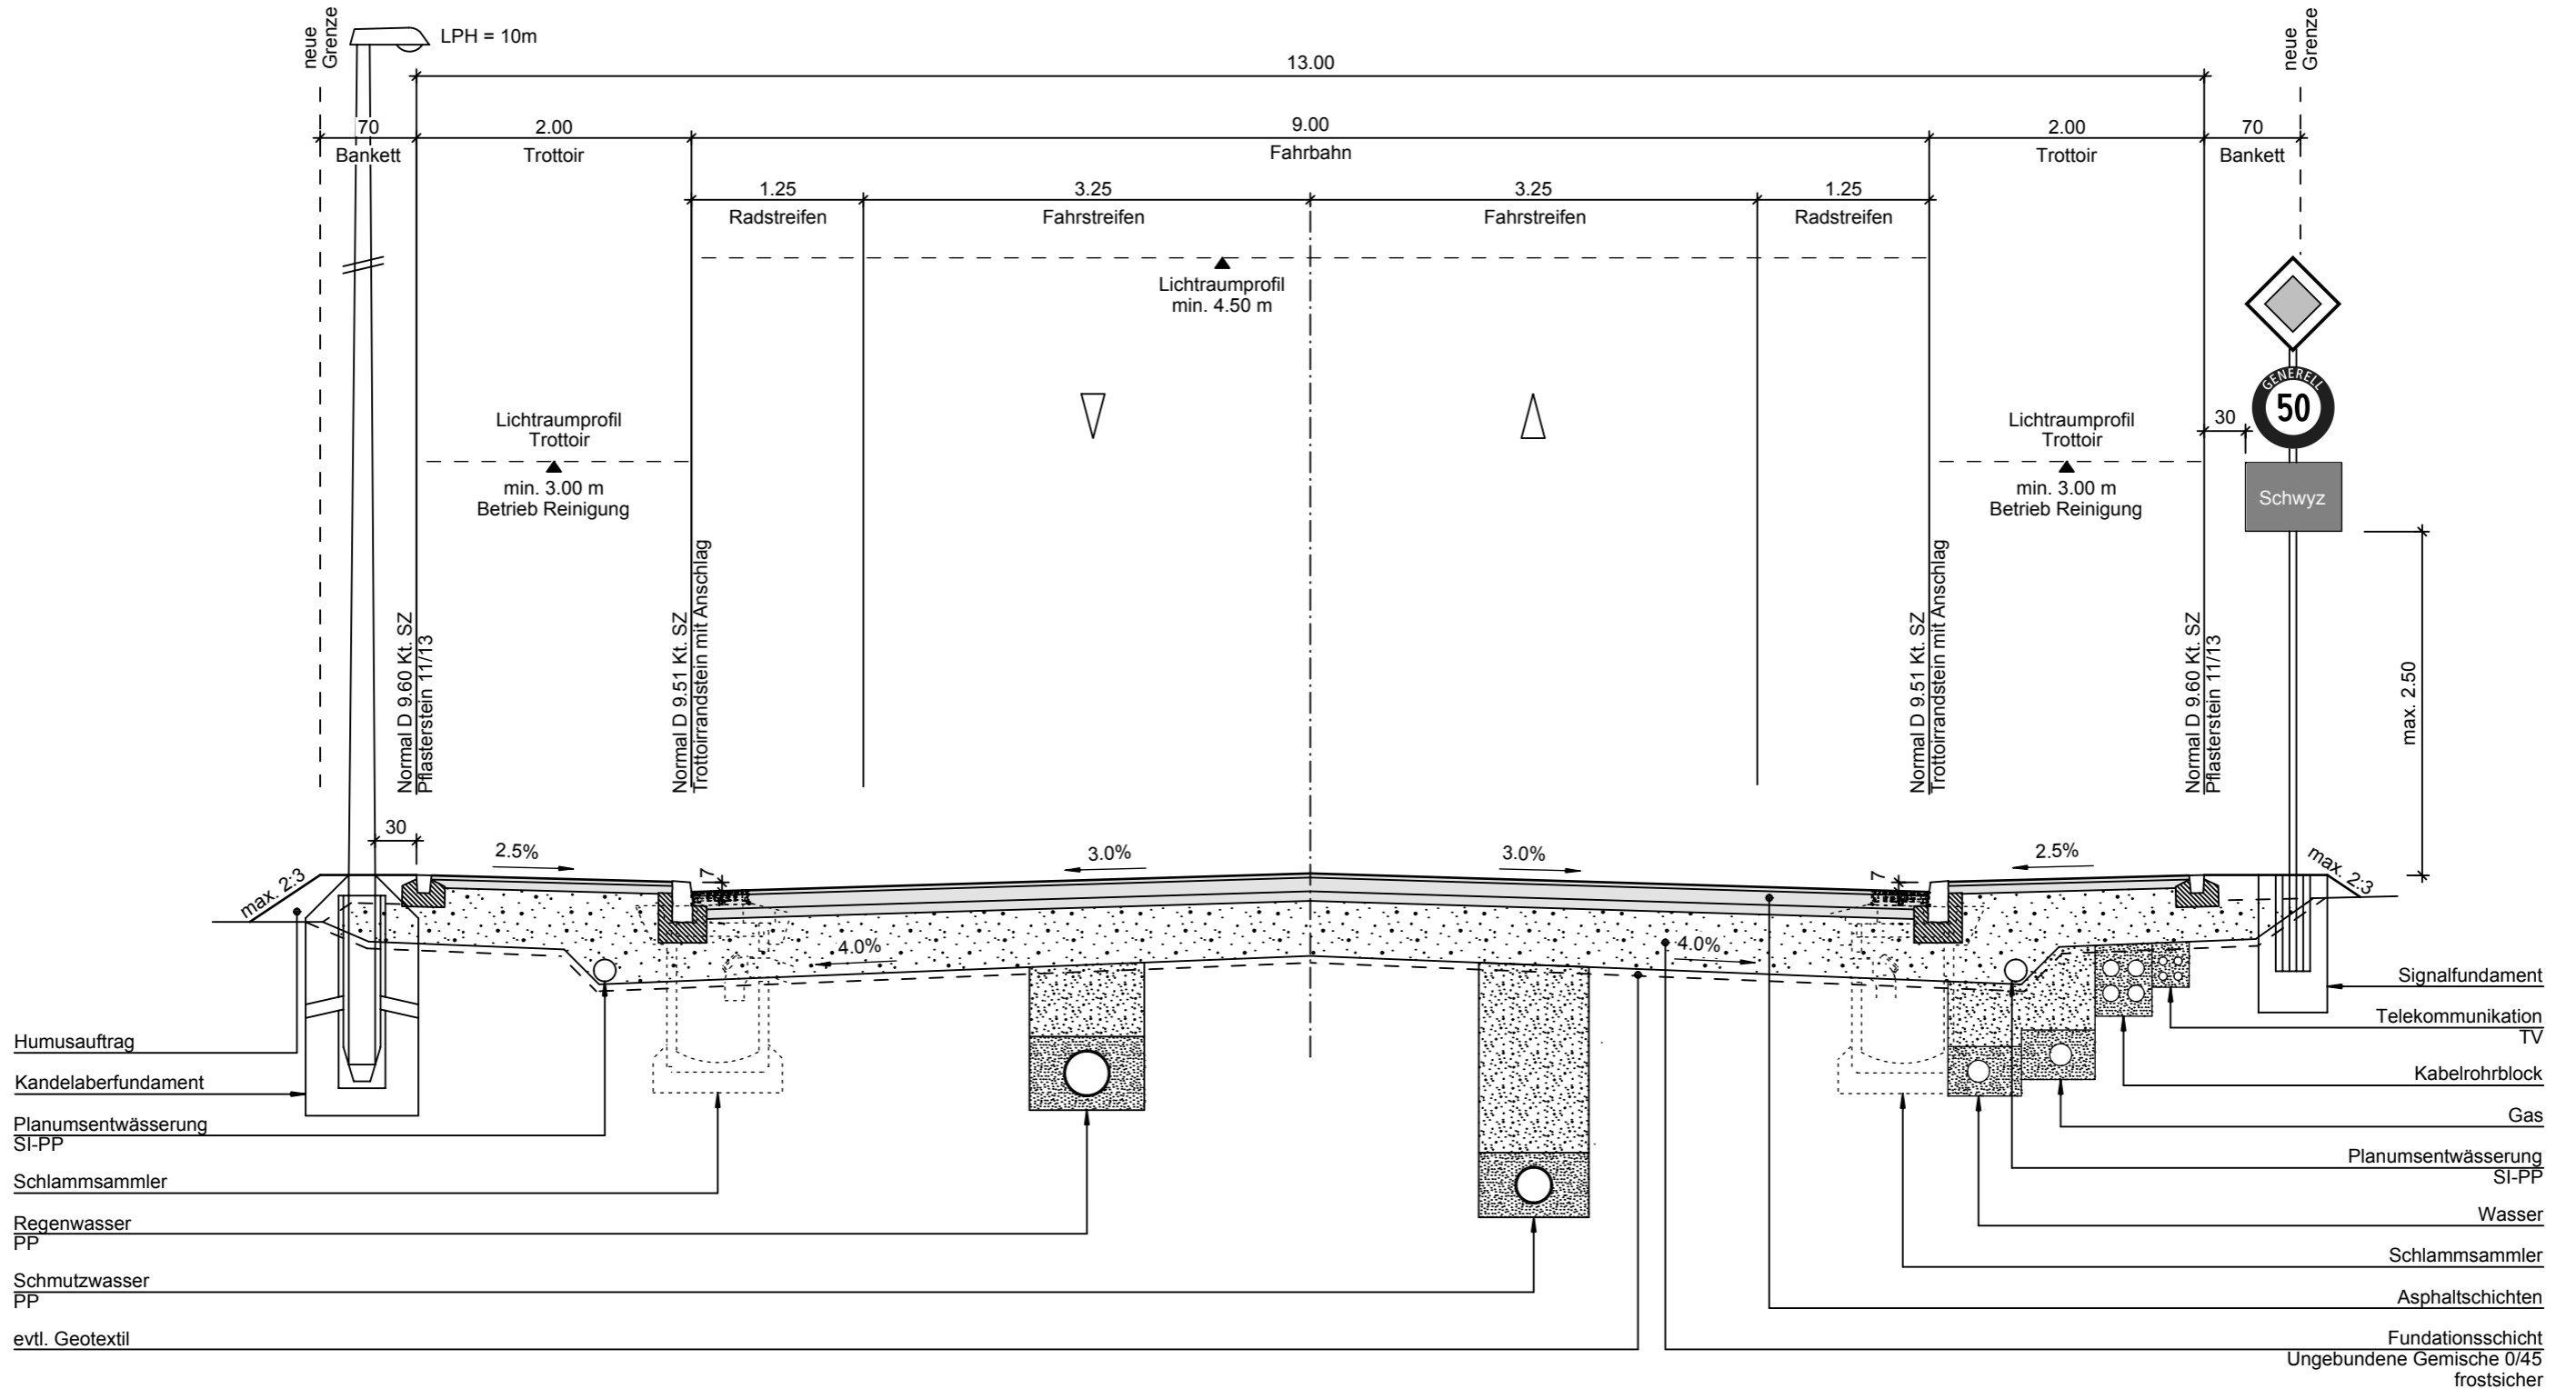 neue
Grenze
LPH = 10m
neue
Grenze
13.00
70
2.00
9.00
2.00
70
Bankett
Trottoir
Fahrbahn
Trottoir
Bankett
1.25
3.25
3.25
1.25
Radstreifen
Fahrstreifen
Fahrstreifen
Radstreifen
Lichtraumprofil
min. 4.50 m
GENERELL
50
30
Lichtraumprofil
Trottoir
min. 3.00 m
Betrieb Reinigung
Lichtraumprofil
Trottoir
min. 3.00 m
Betrieb Reinigung
Schwyz
Normal D 9.60 Kt. SZ
Pflasterstein 11/13
Normal D 9.51 Kt. SZ
Trottoirrandstein mit Anschlag
Normal D 9.51 Kt. SZ
Trottoirrandstein mit Anschlag
Normal D 9.60 Kt. SZ
Pflasterstein 11/13
max. 2.50
30
max. 2:3
2.5%
7
3.0%
3.0%
7
2.5%
max. 2:3
4.0%
4.0%
Humusauftrag
Kandelaberfundament
Planumsentwässerung
SI-PP
Schlammsammler
Regenwasser
PP
Schmutzwasser
PP
evtl. Geotextil
Signalfundament
Telekommunikation
TV
Kabelrohrblock
Gas
Planumsentwässerung
SI-PP
Wasser
Schlammsammler
Asphaltschichten
Fundationsschicht
Ungebundene Gemische 0/45
frostsicher